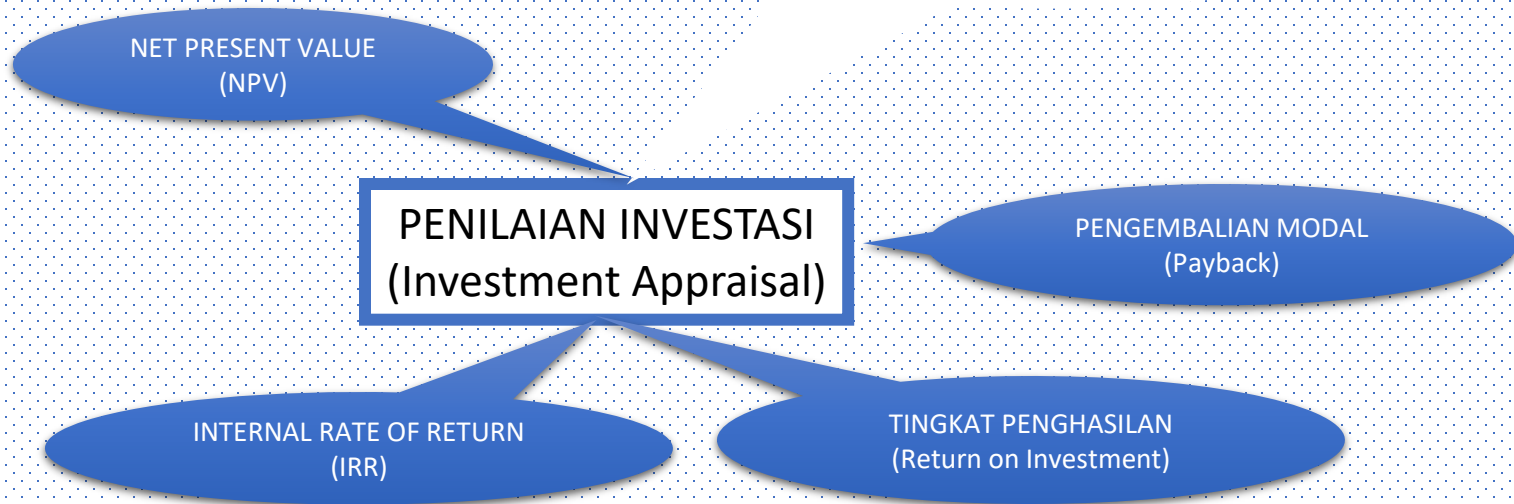 NET PRESENT VALUE
(NPV)
PENILAIAN INVESTASI
(Investment Appraisal)
PENGEMBALIAN MODAL
(Payback)
INTERNAL RATE OF RETURN
(IRR)
TINGKAT PENGHASILAN
(Return on Investment)